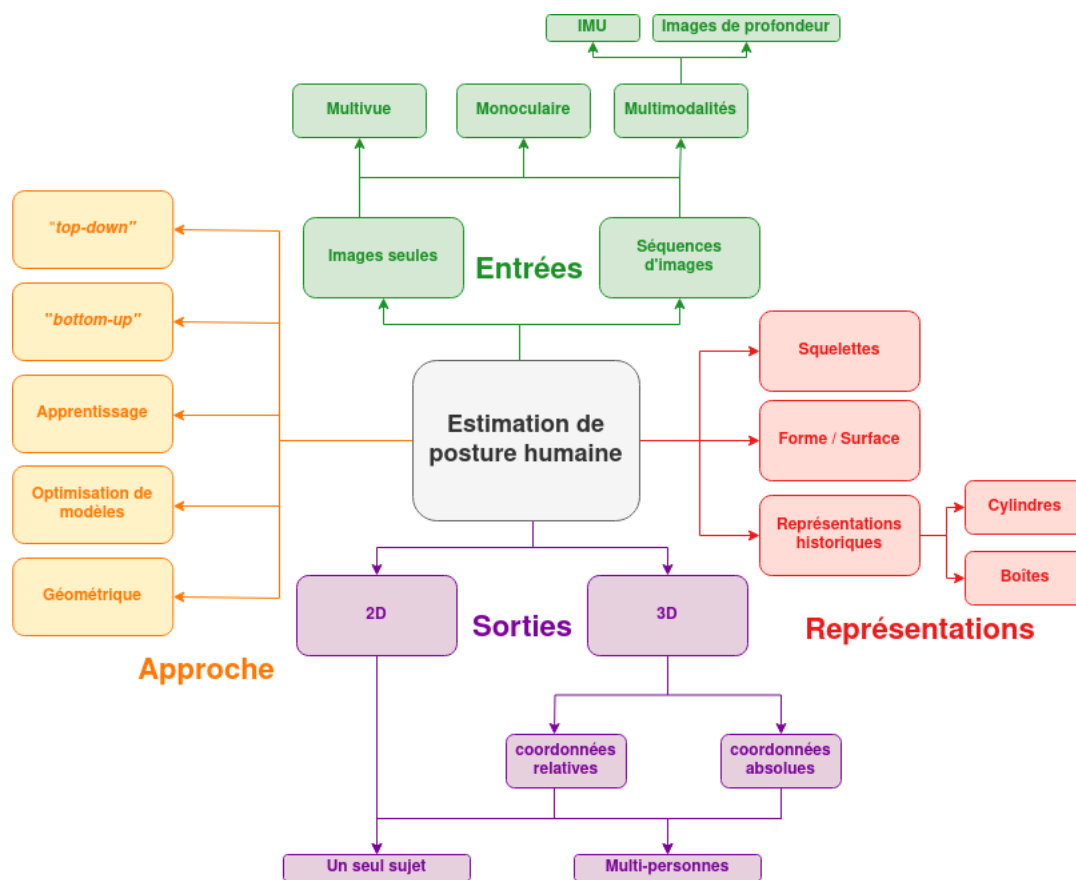 IMU
Images de profondeur
Multivue
Monoculaire
Multimodalités
Images seules
Entrées
Séquences
d'images
"top-down"
"bottom-up"
Apprentissage
Optimisation de
modèles
Géométrique
Approche
Estimation de
posture humaine
Squelettes
Forme / Surface
Représentations
historiques
Cylindres
Boîtes
Représentations
2D
Sorties
3D
coordonnées
relatives
coordonnées
absolues
Un seul sujet
Multi-personnes